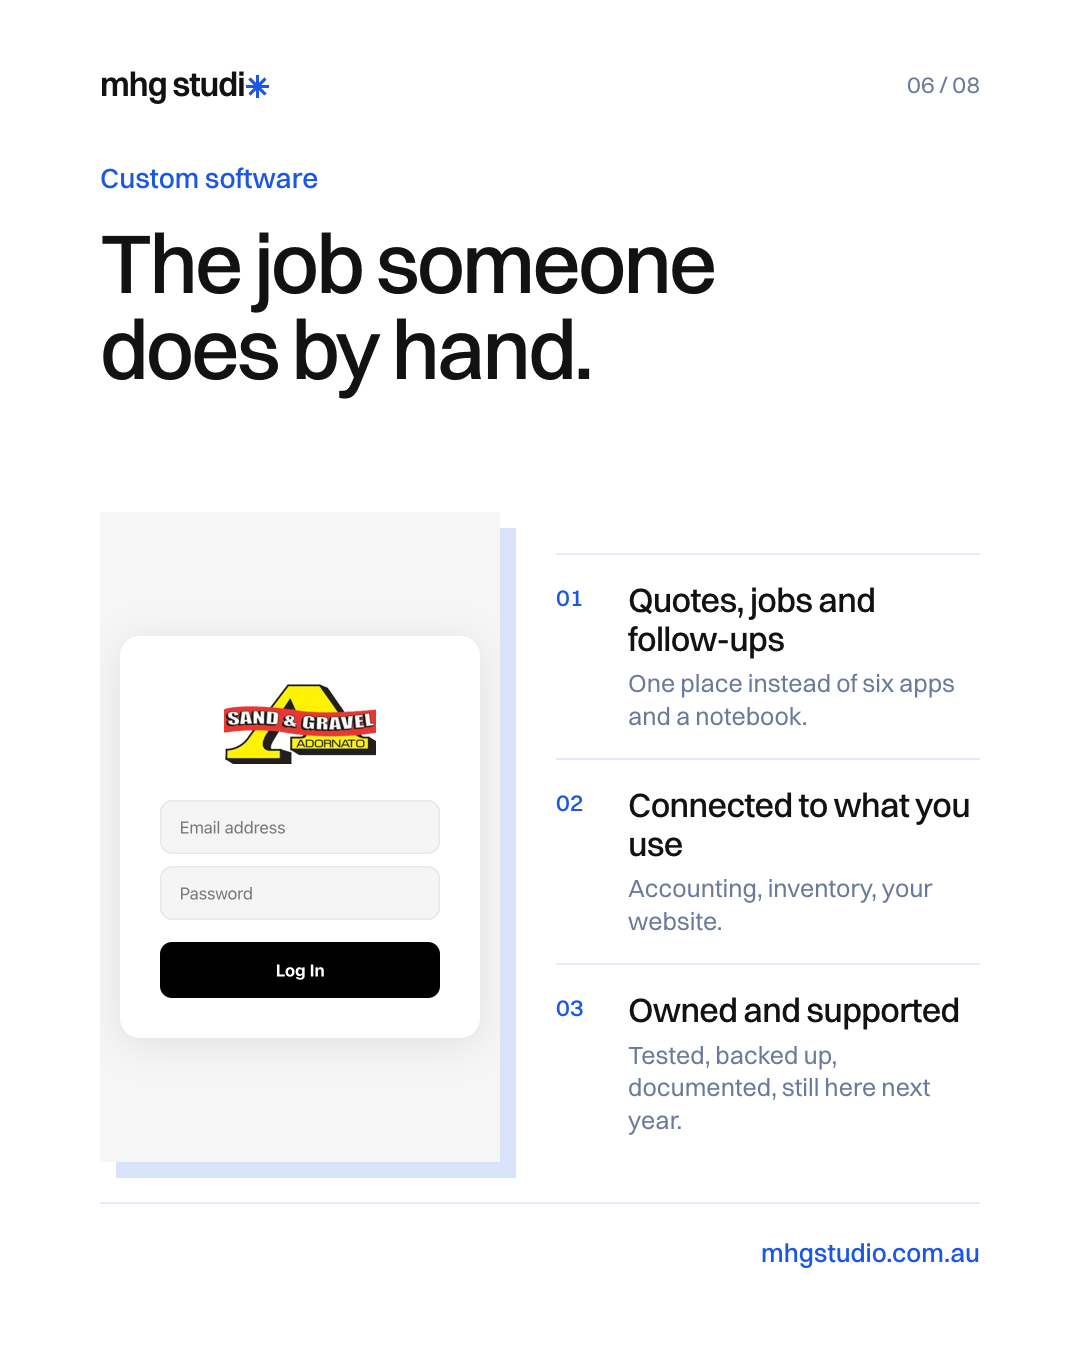 mhg studi✳
06 / 08
Custom software
The job someone
does by hand.
SAND & GRAVEL
ADORNATO
Email address
Password
Log In
01
Quotes, jobs and
follow-ups
One place instead of six apps
and a notebook.
02
Connected to what you
use
Accounting, inventory, your
website.
03
Owned and supported
Tested, backed up,
documented, still here next
year.
mhgstudio.com.au